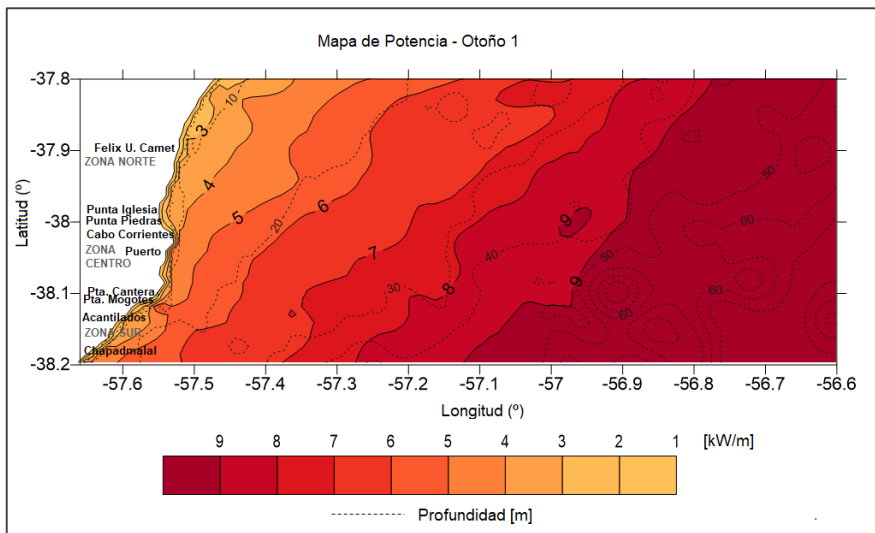 Mapa de Potencia - Otoño 1
-37.8
-37.9
-38
-38.1
-38.2
Latitud (º)
Felix U. Camet
ZONA NORTE
Punta Iglesia
Punta Piedras
Cabo Corrientes
ZONA Puerto
CENTRO
Pta. Cantera
Pta. Mogotes
Acantilados
ZONA SUR
Chapadmalal
10
3
4
5
6
20
7
30
8
40
9
9
50
50
60
60
60
-57.6 -57.5 -57.4 -57.3 -57.2 -57.1 -57 -56.9 -56.8 -56.7 -56.6
Longitud (º)
9 8 7 6 5 4 3 2 1 [kW/m]
Profundidad [m]